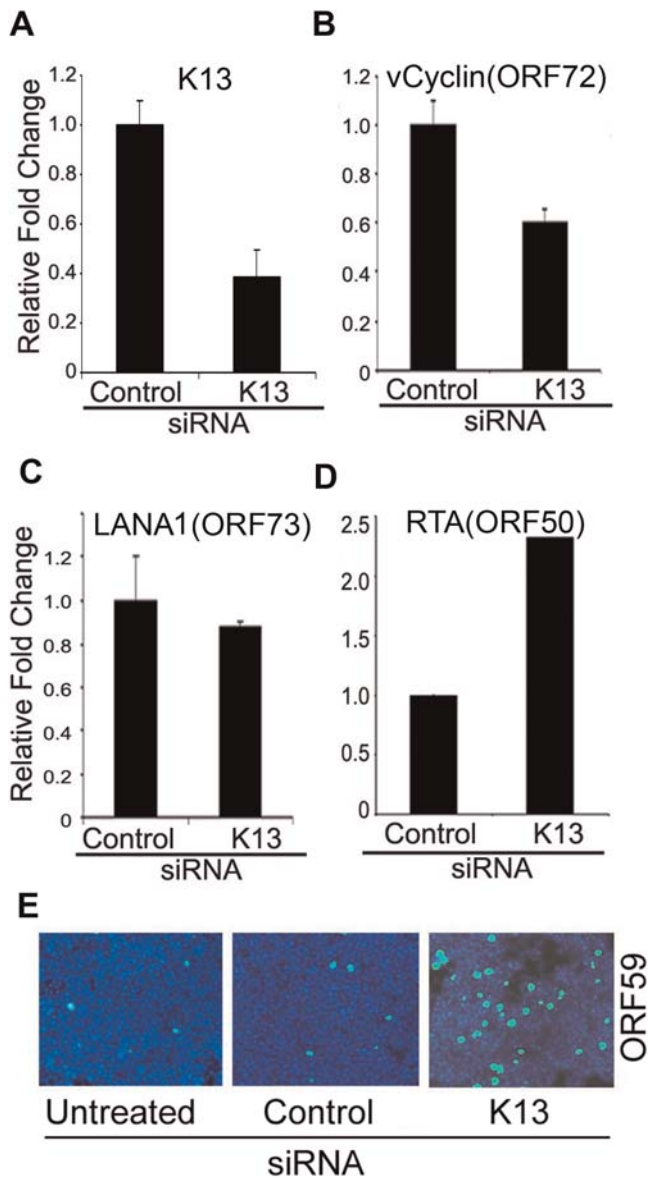 A
K13
Relative Fold Change
1.2
1.0
0.8
0.6
0.4
0.2
0
Control K13
siRNA
B
vCyclin(ORF72)
1.2
1.0
0.8
0.6
0.4
0.2
0
Control K13
siRNA
C
LANA1(ORF73)
Relative Fold Change
1.2
1.0
0.8
0.6
0.4
0.2
0
Control K13
siRNA
D
RTA(ORF50)
2.5
2.0
1.5
1.0
0.5
0
Control K13
siRNA
E
ORF59
Untreated Control K13
siRNA